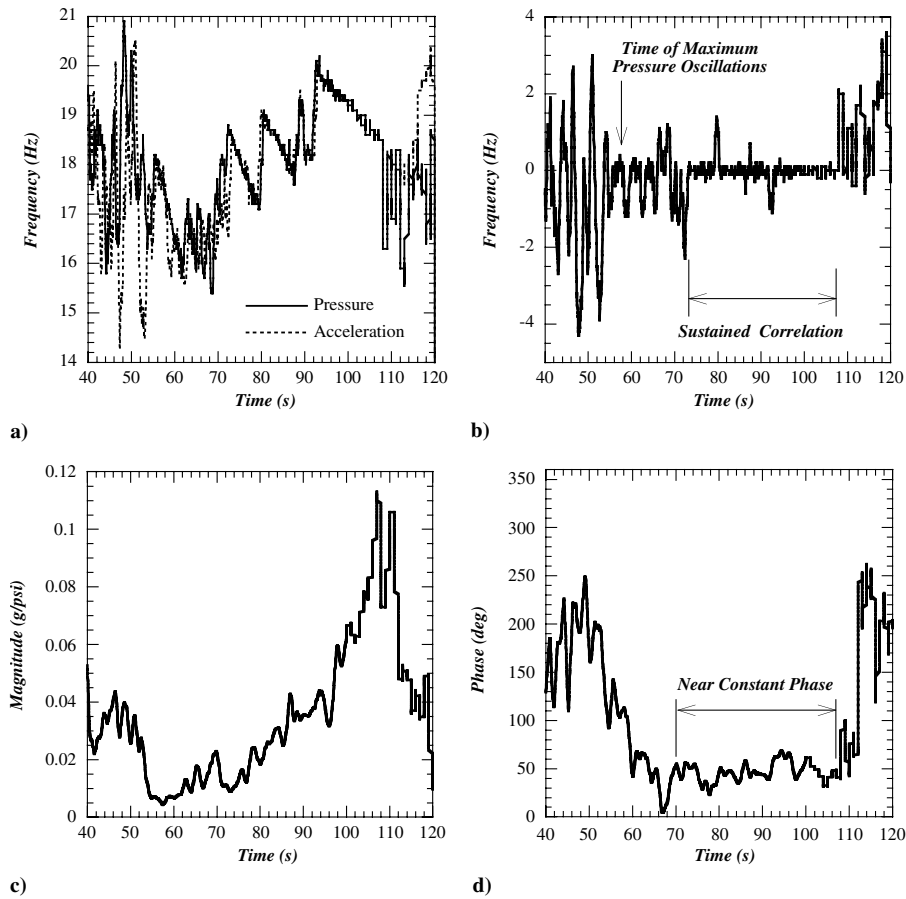 21
20
19
18
17
16
15
14
Frequency (Hz)
Pressure
Acceleration
40 50 60 70 80 90 100 110 120
Time (s)
a)
4
2
0
-2
-4
Frequency (Hz)
Time of Maximum
Pressure Oscillations
Sustained Correlation
40 50 60 70 80 90 100 110 120
Time (s)
b)
0.12
0.1
0.08
0.06
0.04
0.02
0
Magnitude (g/psi)
40 50 60 70 80 90 100 110 120
Time (s)
c)
350
300
250
200
150
100
50
0
Phase (deg)
Near Constant Phase
40 50 60 70 80 90 100 110 120
Time (s)
d)